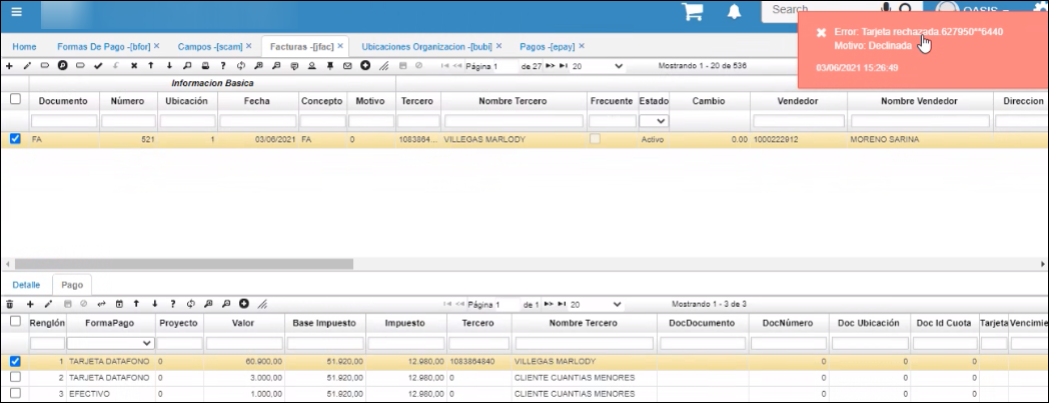 Search
OASIS
Error: Tarjeta rechazada.627950**6440
Motivo: Declinada
03/06/2021 15:26:49
Home Formas De Pago -[bfor] × Campos -[scam] × Facturas -[jfac] × Ubicaciones Organizacion -[bubi] × Pagos -[epay] ×
Página 1 de 27 20 Mostrando 1 - 20 de 536
Informacion Basica
Documento Número Ubicación Fecha Concepto Motivo Tercero Nombre Tercero Frecuente Estado Cambio Vendedor Nombre Vendedor Direccion
FA 521 1 03/06/2021 FA 0 1083864... VILLEGAS MARLODY Activo 0.00 1000222912 MORENO SARINA
Detalle Pago
Página 1 de 1 20 Mostrando 1 - 3 de 3
Renglón FormaPago Proyecto Valor Base Impuesto Impuesto Tercero Nombre Tercero DocDocumento DocNúmero Doc Ubicación Doc Id Cuota Tarjeta Vencimie
1 TARJETA DATAFONO 0 60.900,00 51.920,00 12.980,00 1083864840 VILLEGAS MARLODY 0 0 0
2 TARJETA DATAFONO 0 3.000,00 51.920,00 12.980,00 0 CLIENTE CUANTIAS MENORES 0 0 0
3 EFECTIVO 0 1.000,00 51.920,00 12.980,00 0 CLIENTE CUANTIAS MENORES 0 0 0